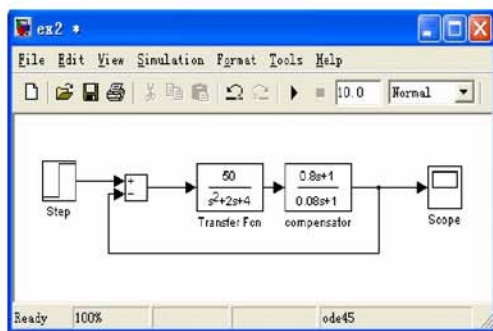 ex2 *
File Edit View Simulation Format Tools Help
10.0 Normal
+
−
50
s²+2s+4
0.8s+1
0.08s+1
Step
Transfer Fcn
compensator
Scope
Ready 100% ode45